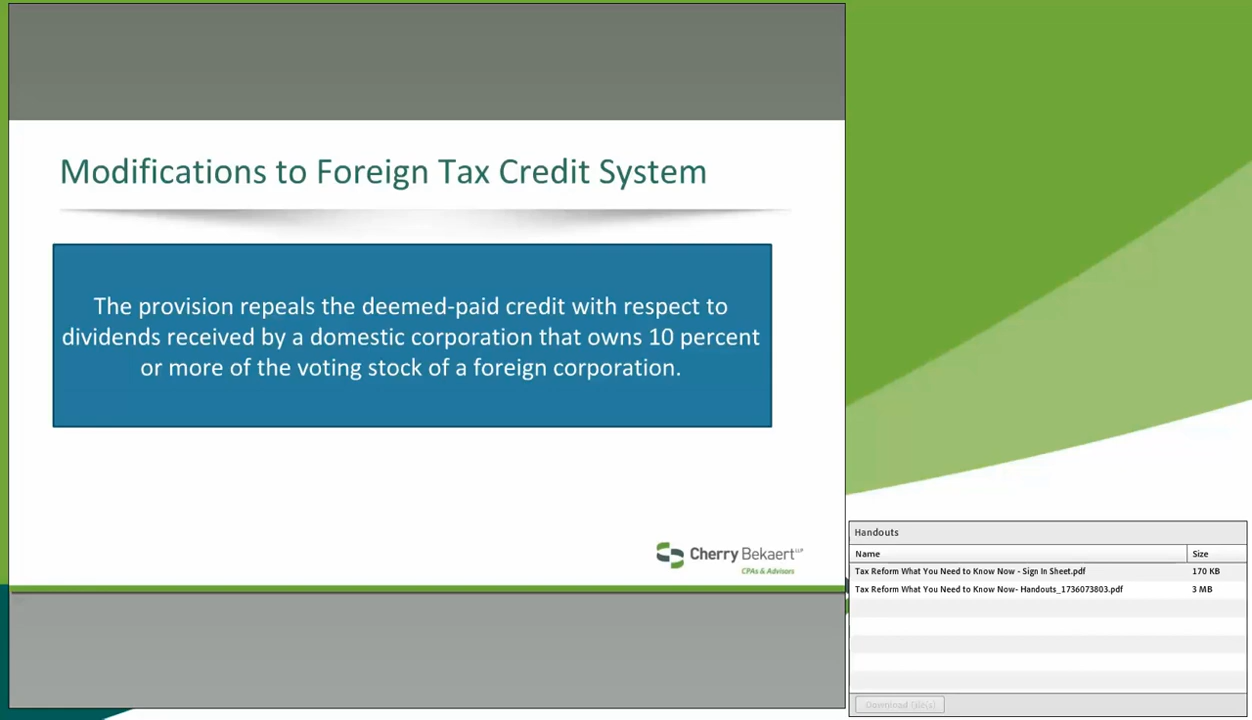 Modifications to Foreign Tax Credit System
The provision repeals the deemed-paid credit with respect to
dividends received by a domestic corporation that owns 10 percent
or more of the voting stock of a foreign corporation.
Cherry Bekaert LLP
CPAs & Advisors
Handouts
Name Size
Tax Reform What You Need to Know Now - Sign In Sheet.pdf 170 KB
Tax Reform What You Need to Know Now- Handouts_1736073803.pdf 3 MB
Download File(s)